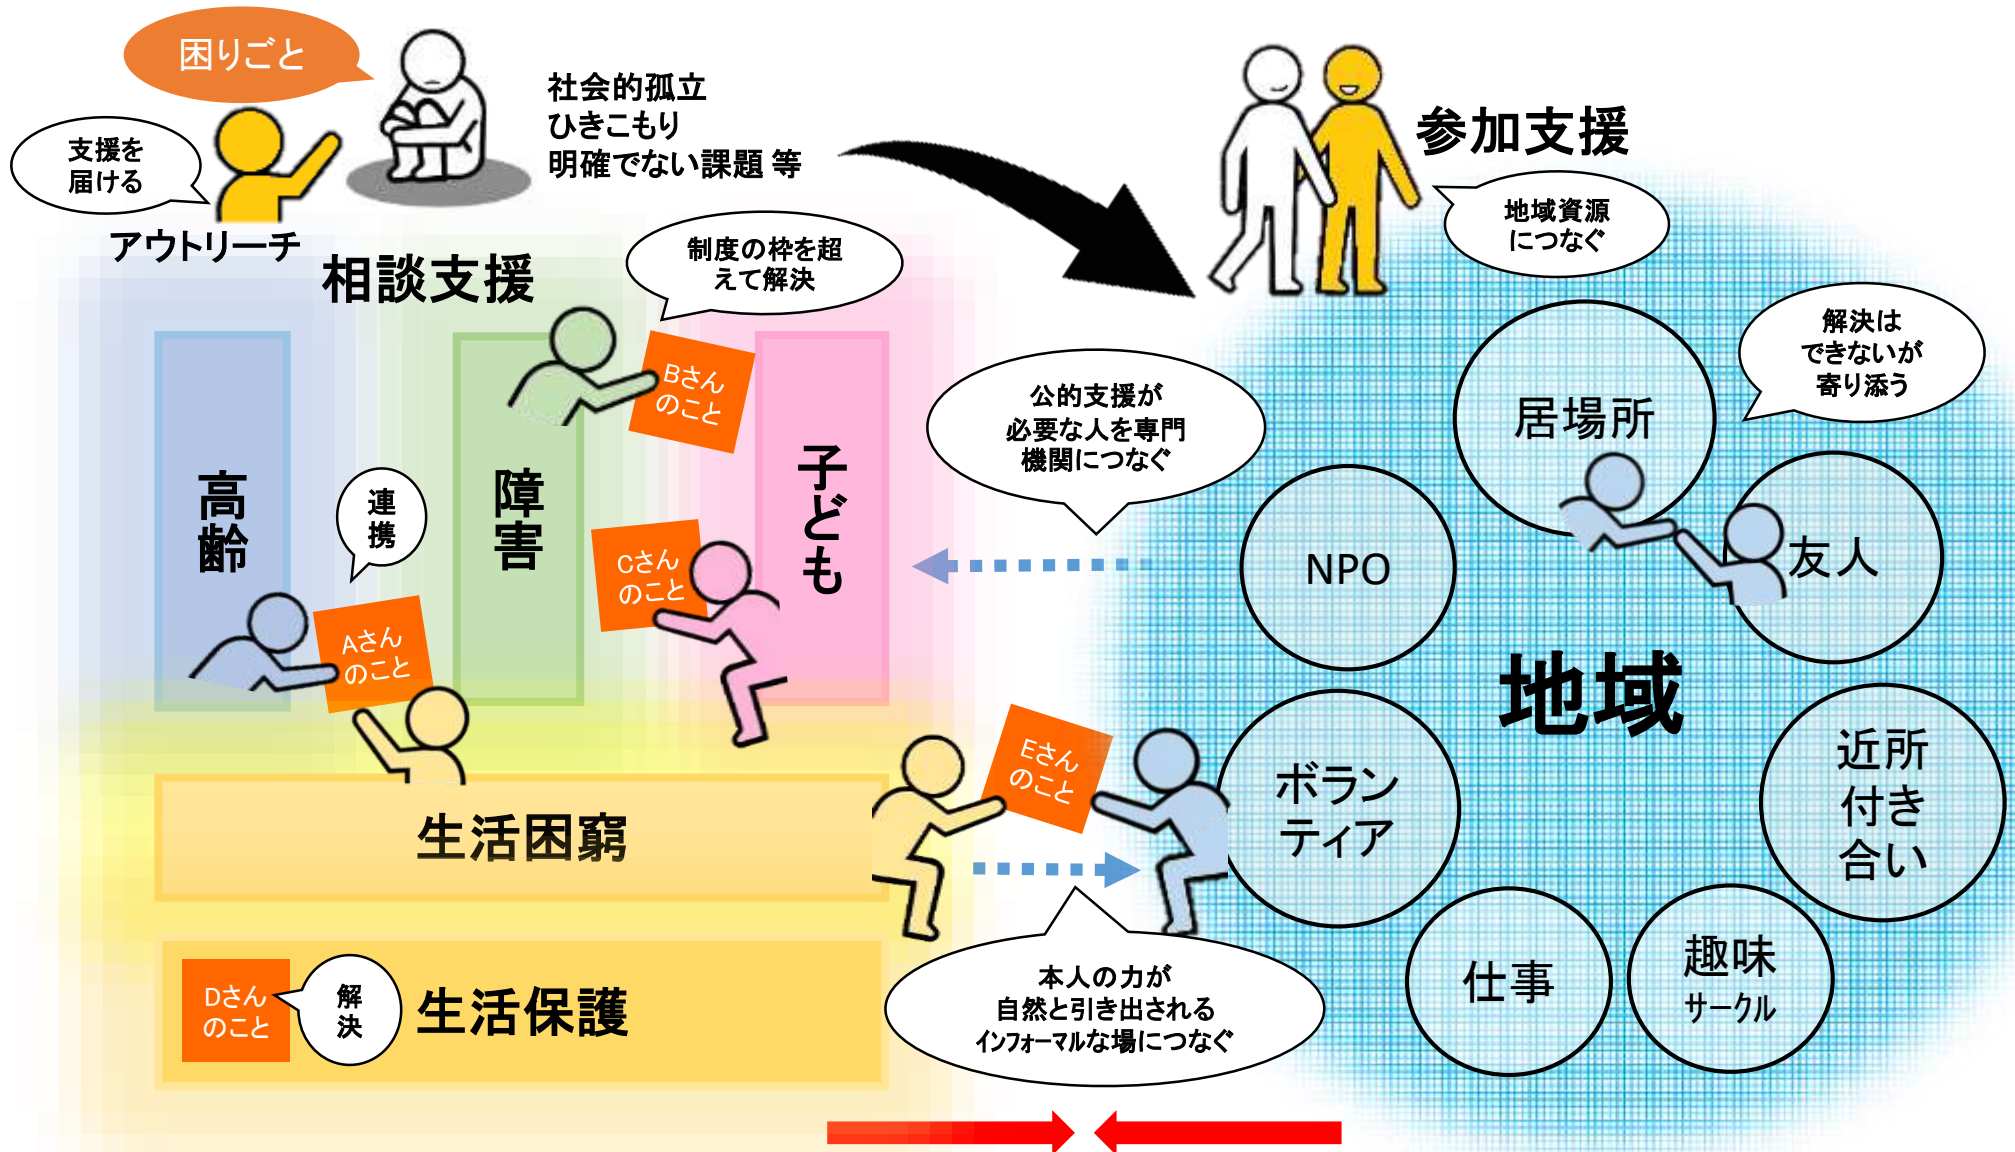 困りごと
支援を
届ける
アウトリーチ
社会的孤立
ひきこもり
明確でない課題 等
参加支援
地域資源
につなぐ
相談支援
制度の枠を超
えて解決
高齢
障害
子ども
Bさん
のこと
連携
Cさん
のこと
Aさん
のこと
生活困窮
Dさん
のこと
解決
生活保護
公的支援が
必要な人を専門
機関につなぐ
Eさん
のこと
本人の力が
自然と引き出される
インフォーマルな場につなぐ
解決は
できないが
寄り添う
居場所
友人
NPO
地域
ボラン
ティア
近所
付き
合い
仕事
趣味
サークル